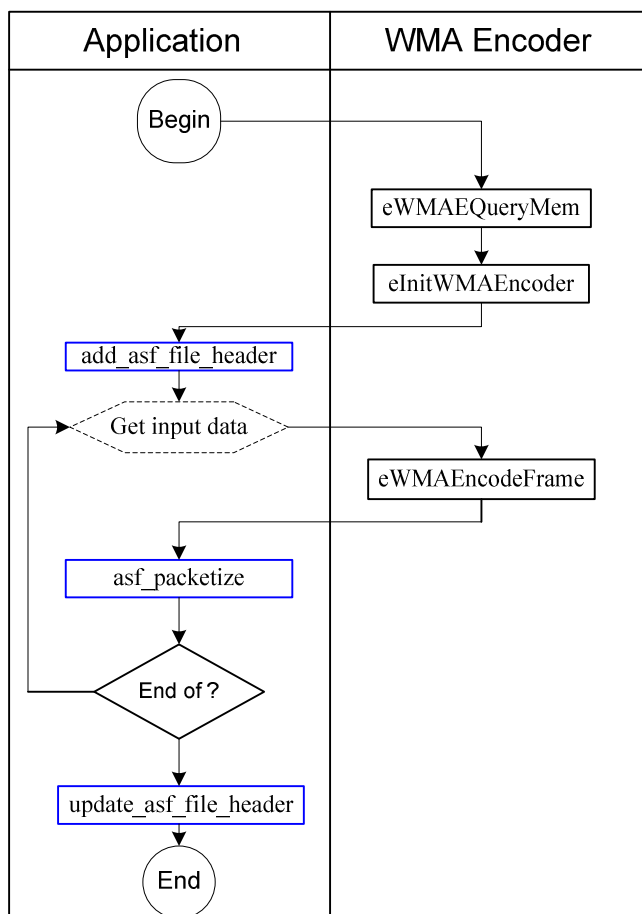 Application
WMA Encoder
Begin
eWMAEQueryMem
eInitWMAEncoder
add_asf_file_header
Get input data
eWMAEncodeFrame
asf_packetize
End of ?
update_asf_file_header
End